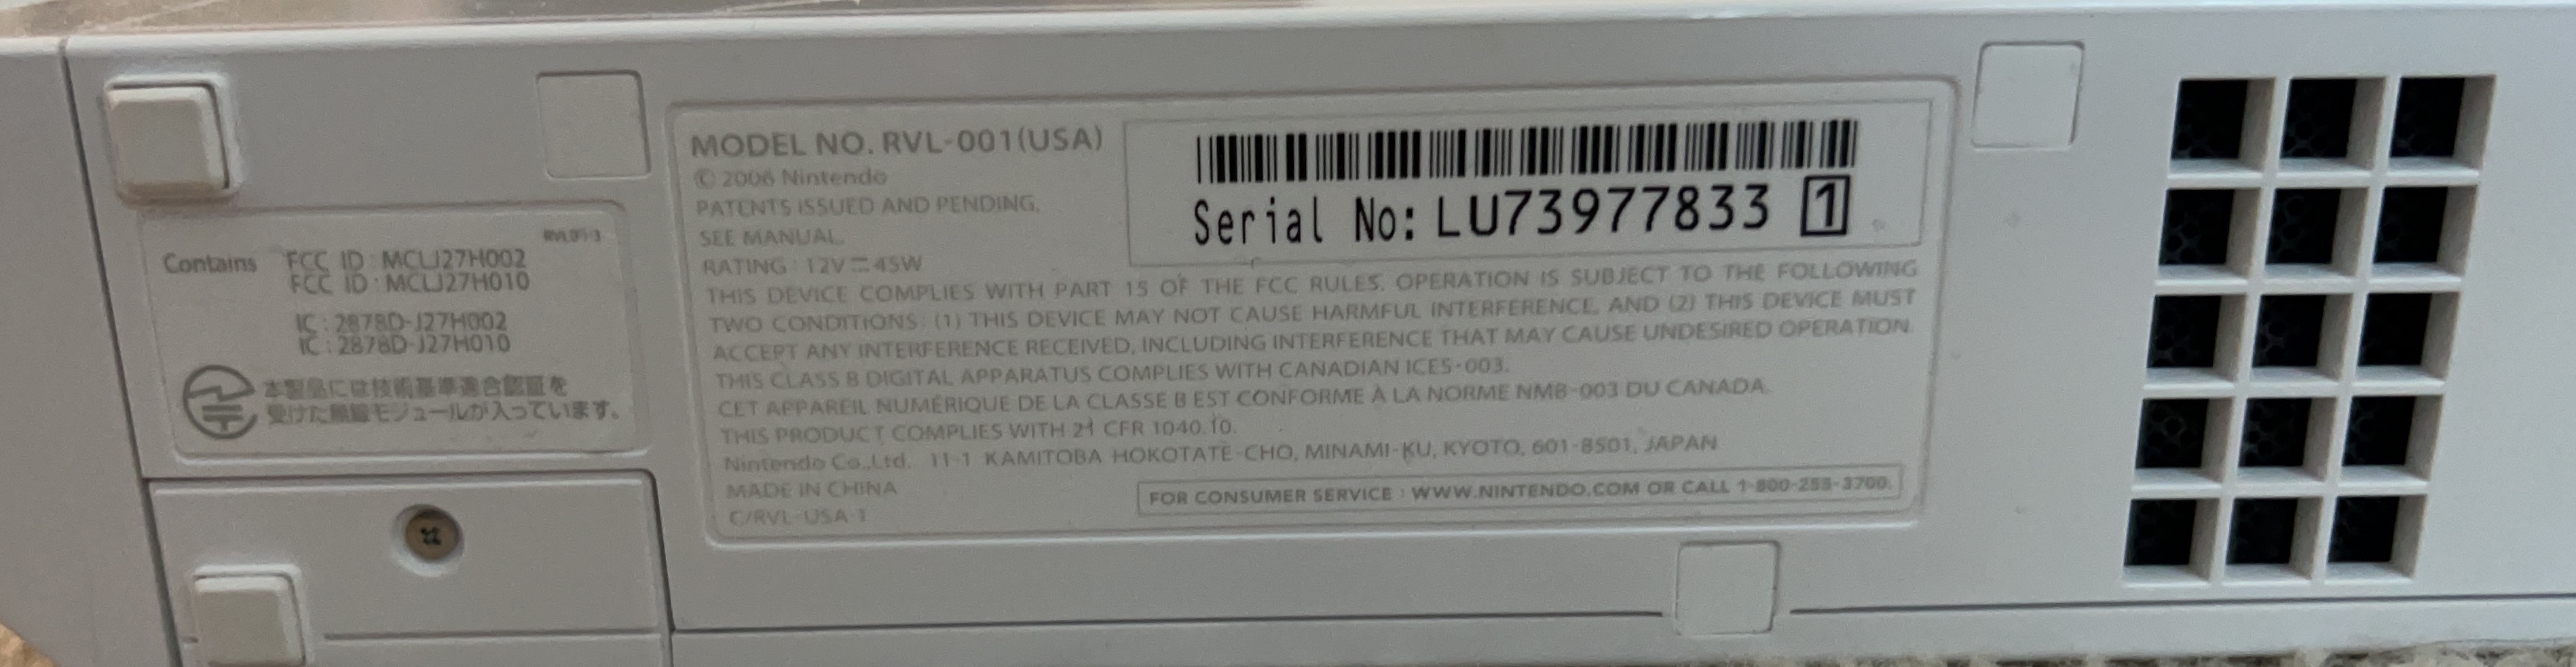 RVL 01-3
Contains FCC ID : MCLJ27H002
FCC ID : MCLJ27H010
IC : 2878D-J27H002
IC : 2878D-J27H010
本製品には技術基準適合認証を
受けた無線モジュールが入っています。
MODEL NO. RVL-001(USA)
© 2006 Nintendo
PATENTS ISSUED AND PENDING.
SEE MANUAL.
RATING : 12V⎓45W
Serial No: LU73977833 1
THIS DEVICE COMPLIES WITH PART 15 OF THE FCC RULES. OPERATION IS SUBJECT TO THE FOLLOWING
TWO CONDITIONS: (1) THIS DEVICE MAY NOT CAUSE HARMFUL INTERFERENCE, AND (2) THIS DEVICE MUST
ACCEPT ANY INTERFERENCE RECEIVED, INCLUDING INTERFERENCE THAT MAY CAUSE UNDESIRED OPERATION.
THIS CLASS B DIGITAL APPARATUS COMPLIES WITH CANADIAN ICES-003.
CET APPAREIL NUMÉRIQUE DE LA CLASSE B EST CONFORME À LA NORME NMB-003 DU CANADA.
THIS PRODUCT COMPLIES WITH 21 CFR 1040.10.
Nintendo Co.,Ltd. 11-1 KAMITOBA HOKOTATE-CHO, MINAMI-KU, KYOTO, 601-8501, JAPAN
MADE IN CHINA
FOR CONSUMER SERVICE : WWW.NINTENDO.COM OR CALL 1-800-255-3700.
C/RVL-USA-1